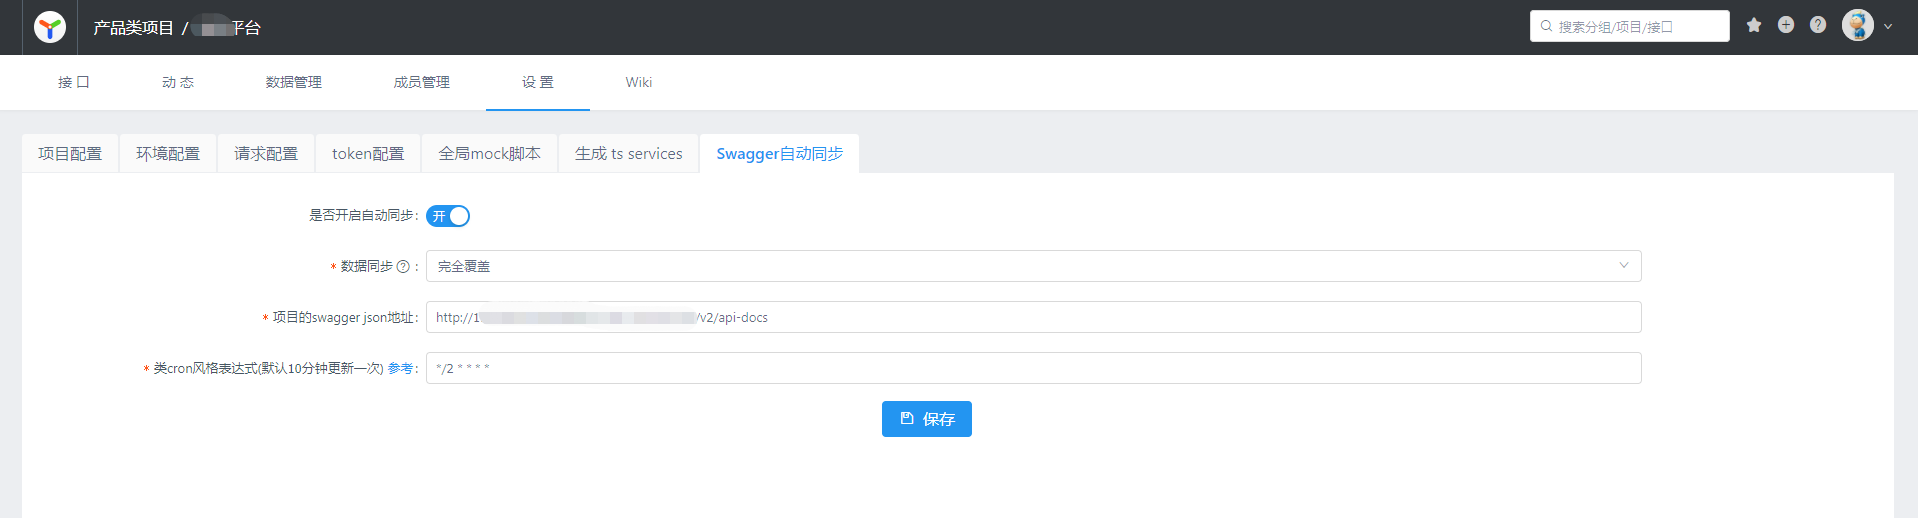 产品类项目 / 平台
搜索分组/项目/接口
接 口 动 态 数据管理 成员管理 设 置 Wiki
项目配置 环境配置 请求配置 token配置 全局mock脚本 生成 ts services Swagger自动同步
是否开启自动同步: 开
* 数据同步 : 完全覆盖
* 项目的swagger json地址: http://1 /v2/api-docs
* 类cron风格表达式(默认10分钟更新一次) 参考: */2 * * * *
保存